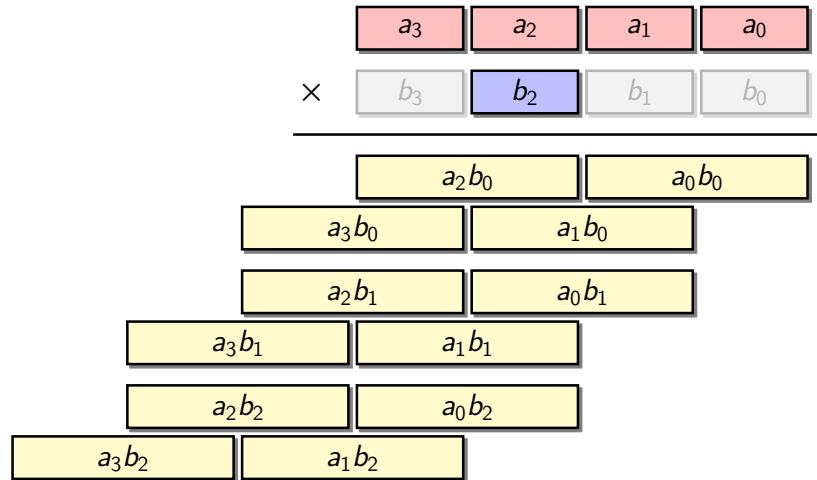 a₃ a₂ a₁ a₀
× b₃ b₂ b₁ b₀
a₂b₀ a₀b₀
a₃b₀ a₁b₀
a₂b₁ a₀b₁
a₃b₁ a₁b₁
a₂b₂ a₀b₂
a₃b₂ a₁b₂